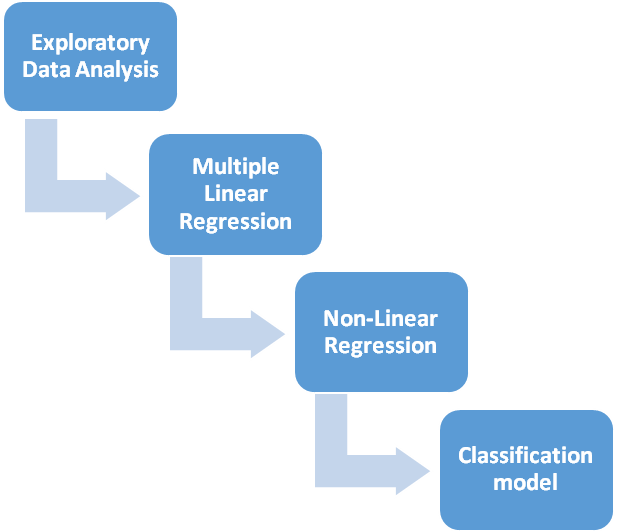 Exploratory
Data Analysis
Multiple
Linear
Regression
Non-Linear
Regression
Classification
model